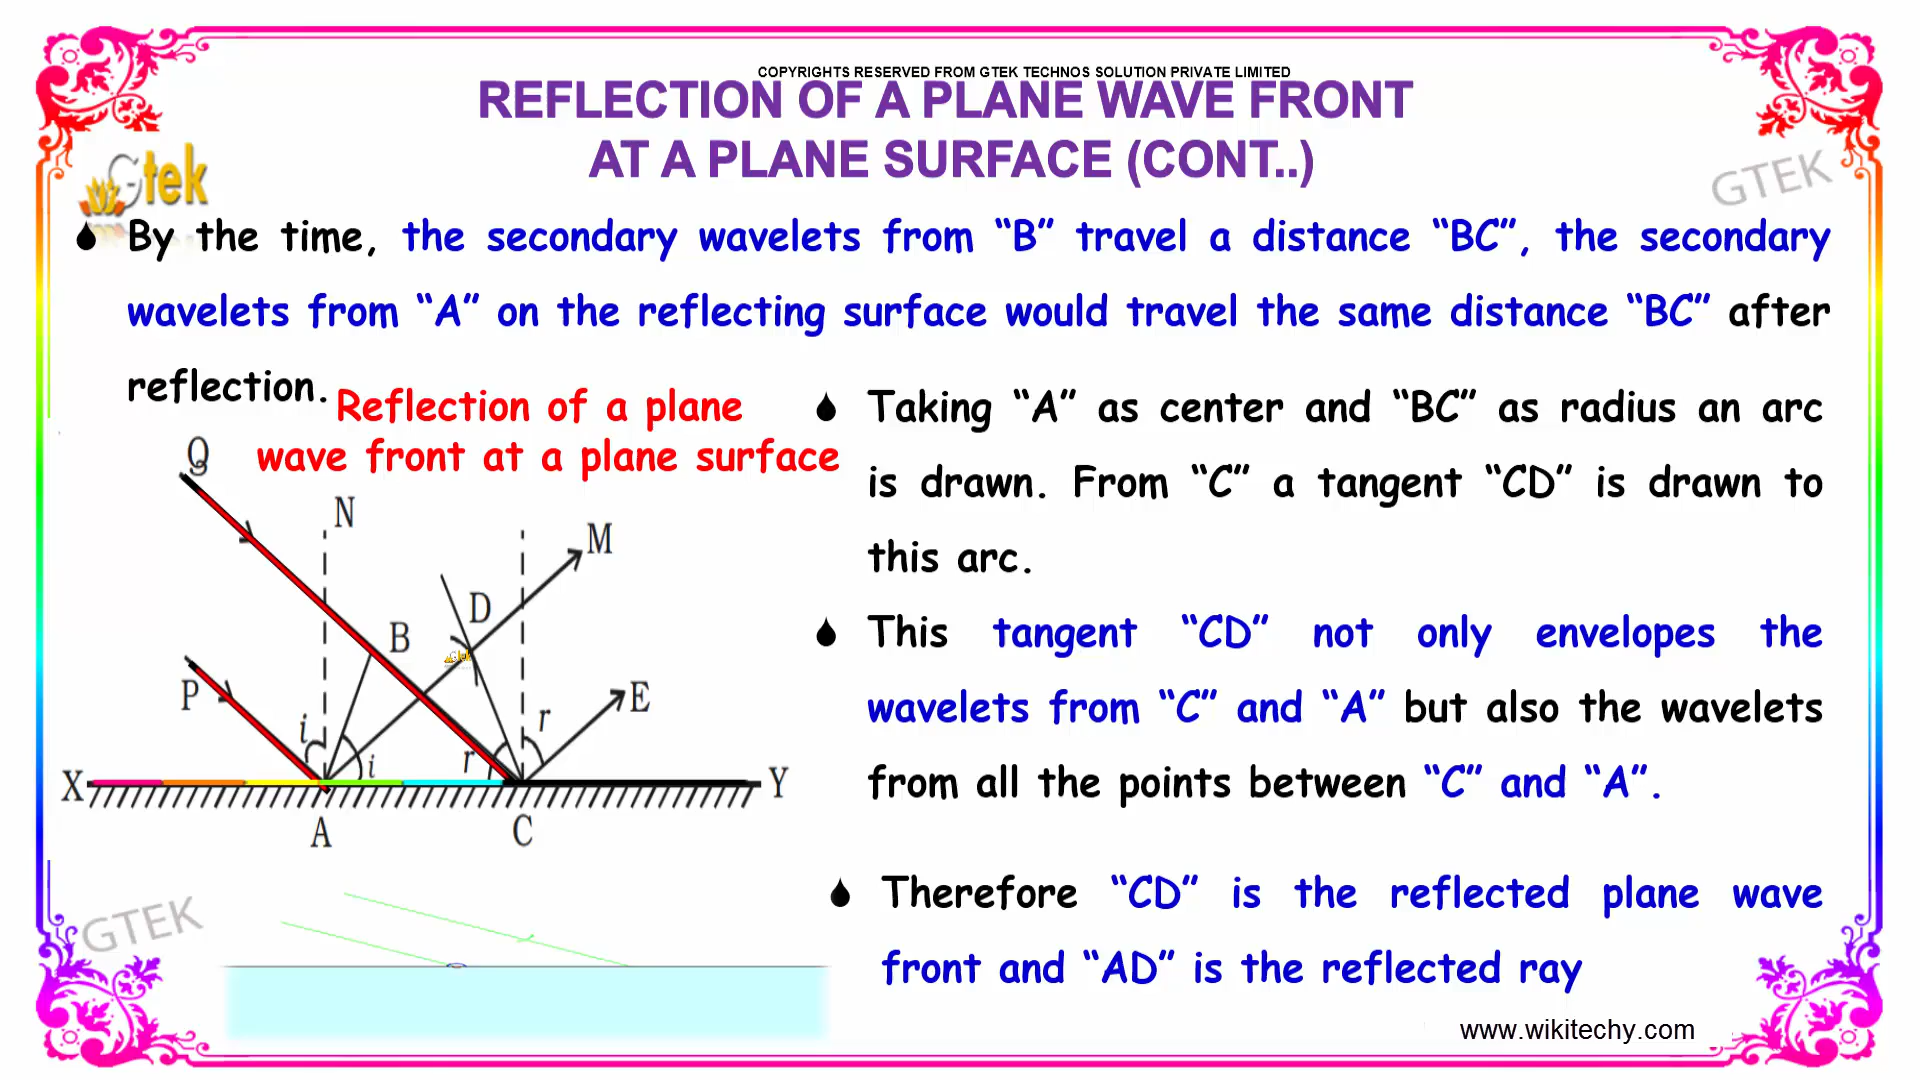 COPYRIGHTS RESERVED FROM GTEK TECHNOS SOLUTION PRIVATE LIMITED
REFLECTION OF A PLANE WAVE FRONT
AT A PLANE SURFACE (CONT..)
Gtek
GTEK
By the time, the secondary wavelets from “B” travel a distance “BC”, the secondary
wavelets from “A” on the reflecting surface would travel the same distance “BC” after
reflection.
Reflection of a plane
wave front at a plane surface
Q
N
M
D
B
Gtek
P
E
i
r
i
r
X
Y
A
C
Taking “A” as center and “BC” as radius an arc
is drawn. From “C” a tangent “CD” is drawn to
this arc.
This tangent “CD” not only envelopes the
wavelets from “C” and “A” but also the wavelets
from all the points between “C” and “A”.
Therefore “CD” is the reflected plane wave
front and “AD” is the reflected ray
GTEK
www.wikitechy.com